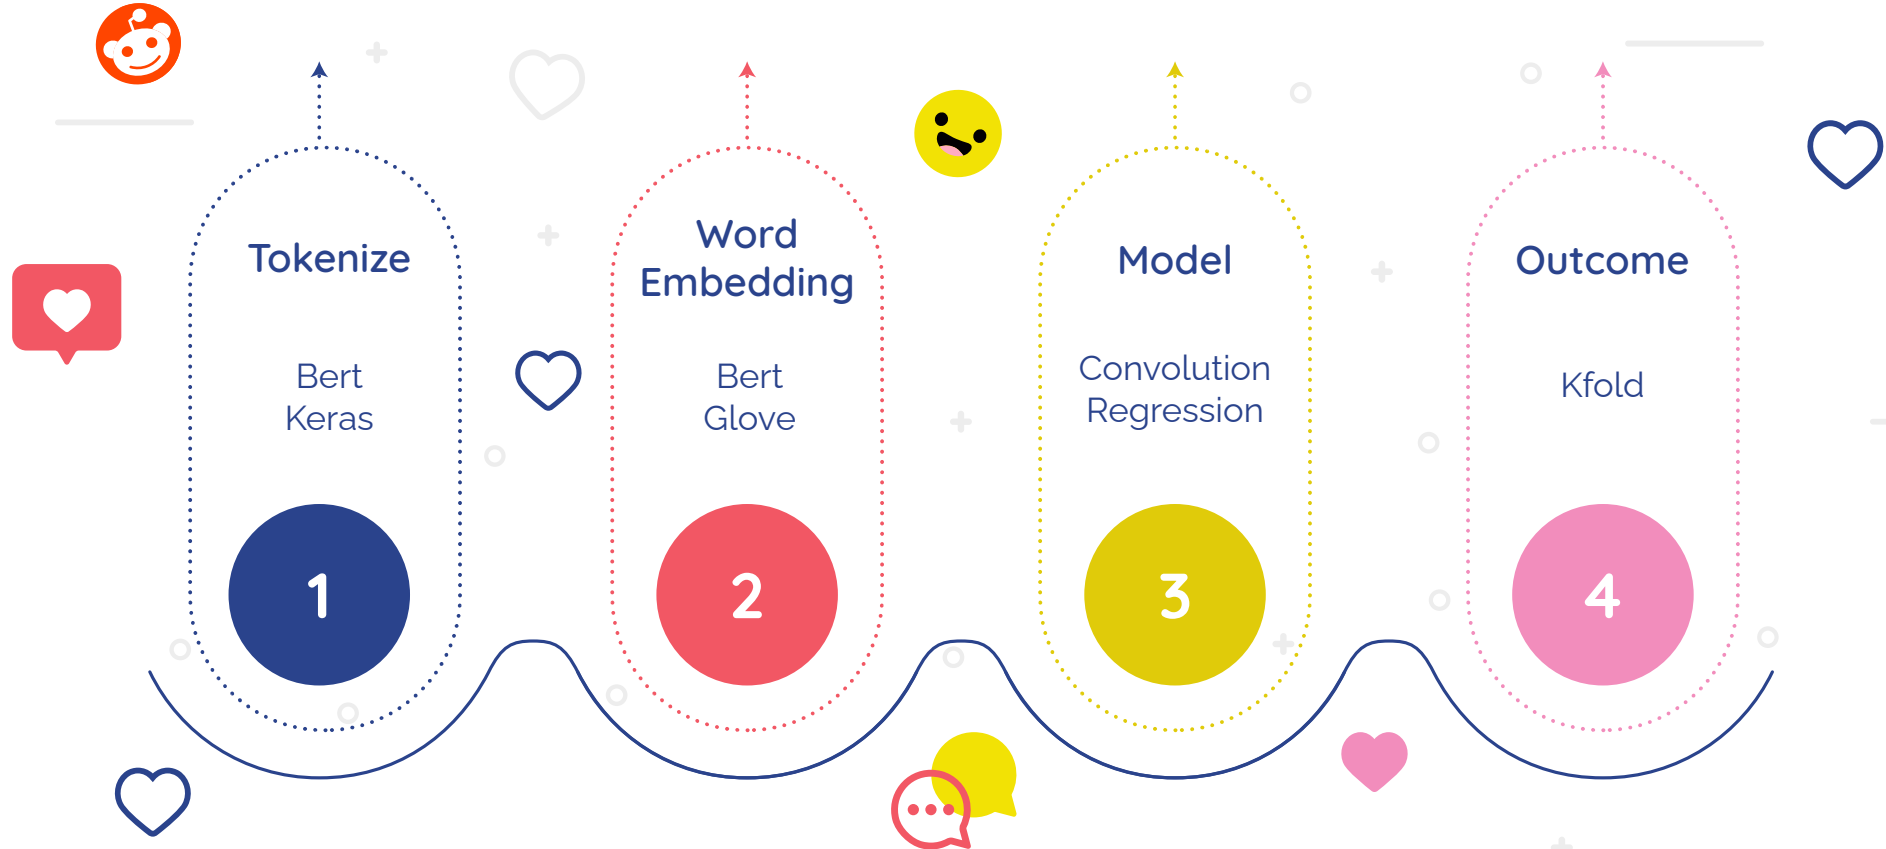 Tokenize
Bert
Keras
1
Word
Embedding
Bert
Glove
2
Model
Convolution
Regression
3
Outcome
Kfold
4